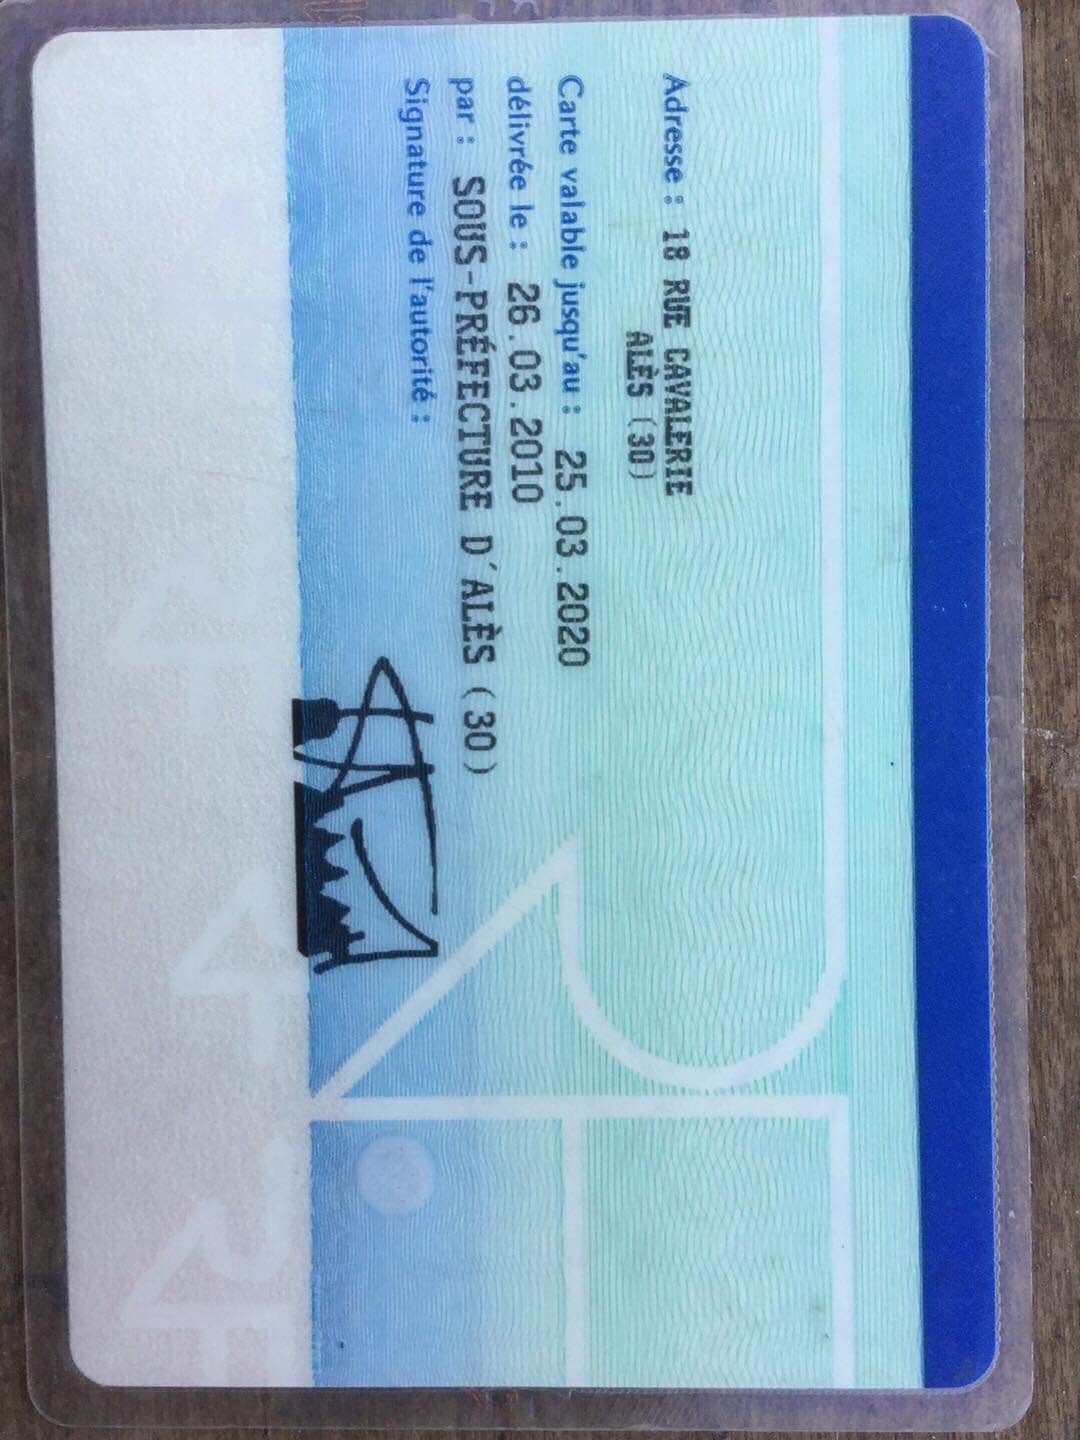 Adresse : 18 RUE CAVALERIE
ALÈS (30)
Carte valable jusqu'au : 25.03.2020
délivrée le : 26.03.2010
par : SOUS-PRÉFECTURE D'ALÈS (30)
Signature de l'autorité :
RF